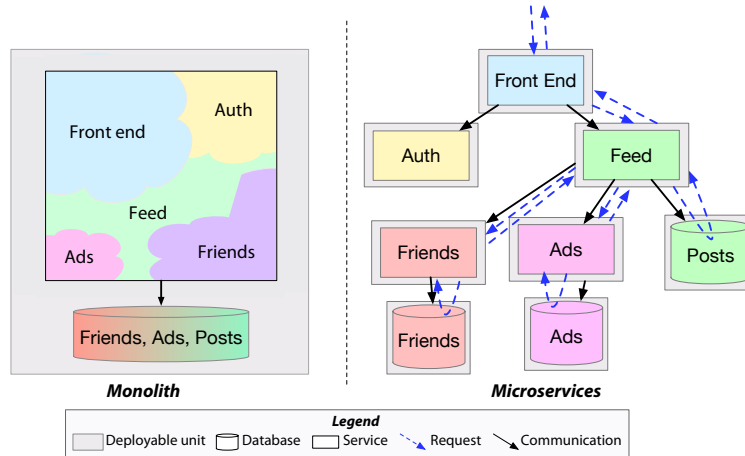 Front end
Auth
Feed
Ads
Friends
Friends, Ads, Posts
Monolith
Front End
Auth
Feed
Friends
Ads
Posts
Friends
Ads
Microservices
Legend
Deployable unit Database Service Request Communication